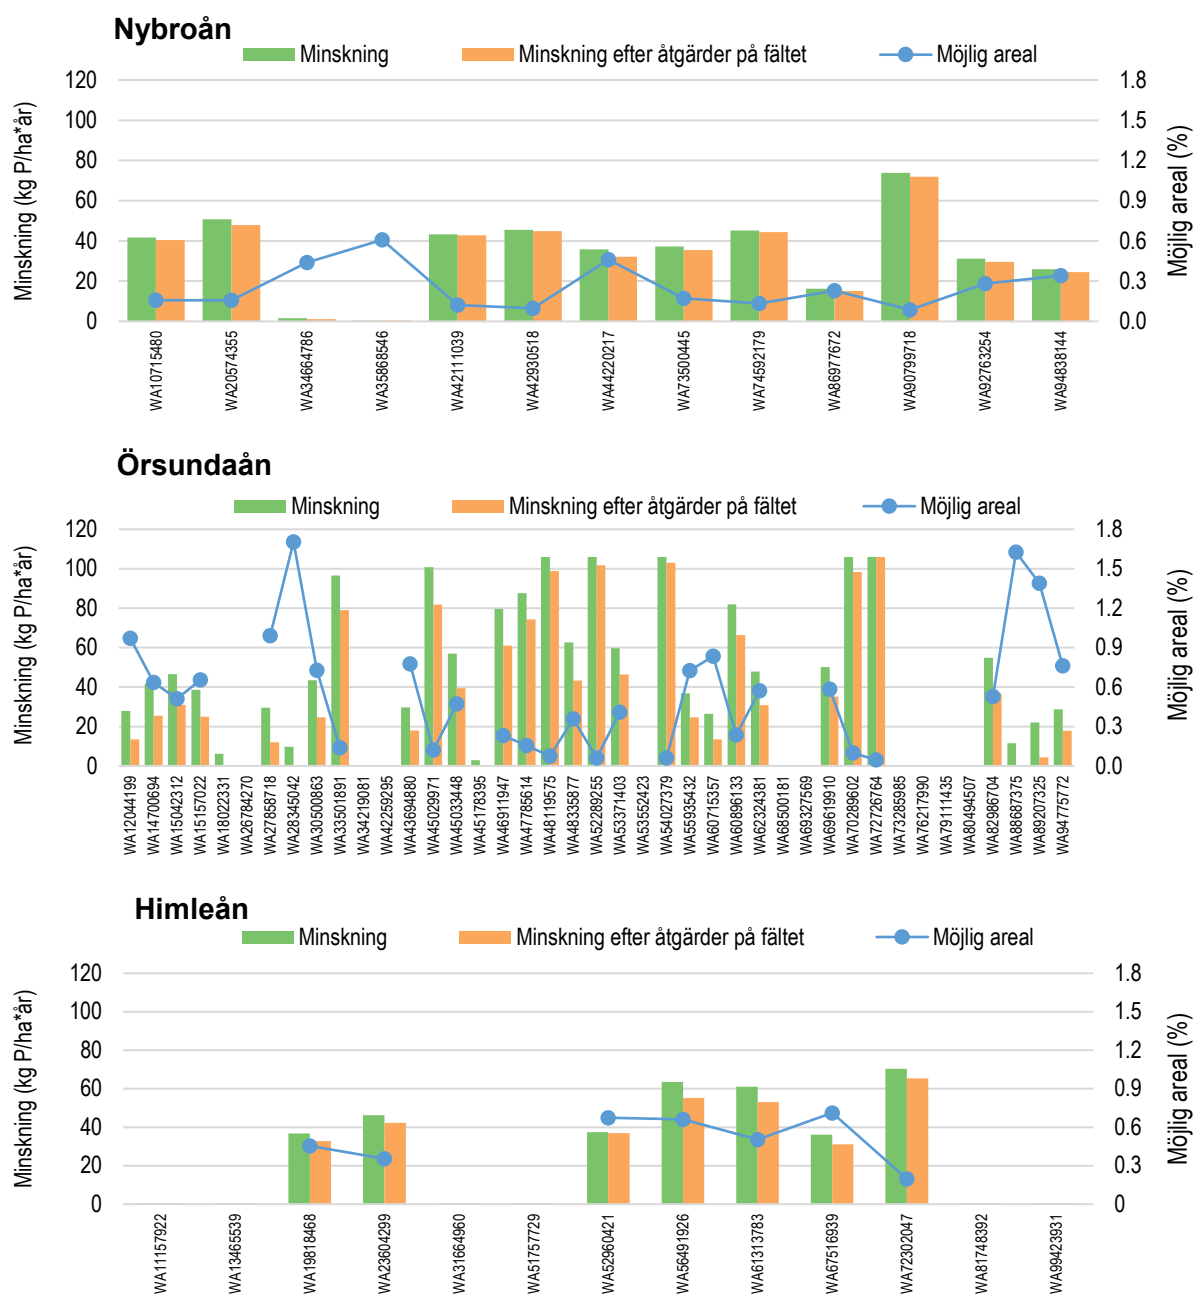 Nybroån
Minskning Minskning efter åtgärder på fältet Möjlig areal
Minskning (kg P/ha*år)
120 100 80 60 40 20 0
1.8 1.5 1.2 0.9 0.6 0.3 0.0
Möjlig areal (%)
WA10715480 WA20574355 WA34664786 WA35868546 WA42111039 WA42930518 WA44220217 WA73500445 WA74592179 WA86977672 WA90799718 WA92763254 WA94838144
Örsundaån
Minskning Minskning efter åtgärder på fältet Möjlig areal
Minskning (kg P/ha*år)
120 100 80 60 40 20 0
1.8 1.5 1.2 0.9 0.6 0.3 0.0
Möjlig areal (%)
WA12044199 WA14700694 WA15042312 WA15157022 WA18022331 WA26784270 WA27858718 WA28345042 WA30500863 WA33501891 WA34219081 WA42259295 WA43694880 WA45029971 WA45033448 WA45178395 WA46911947 WA47785614 WA48119575 WA48335877 WA52289255 WA53371403 WA53552423 WA54027379 WA55935432 WA60715357 WA60896133 WA62324381 WA68500181 WA69327569 WA69619910 WA70289602 WA72726764 WA73285985 WA76217990 WA79111435 WA80494507 WA82986704 WA88687375 WA89207325 WA94775772
Himleån
Minskning Minskning efter åtgärder på fältet Möjlig areal
Minskning (kg P/ha*år)
120 100 80 60 40 20 0
1.8 1.5 1.2 0.9 0.6 0.3 0
Möjlig areal (%)
WA11157922 WA13465539 WA19818468 WA23604299 WA31664960 WA51757729 WA52960421 WA56491926 WA61313783 WA67516939 WA72302047 WA81748392 WA99423931